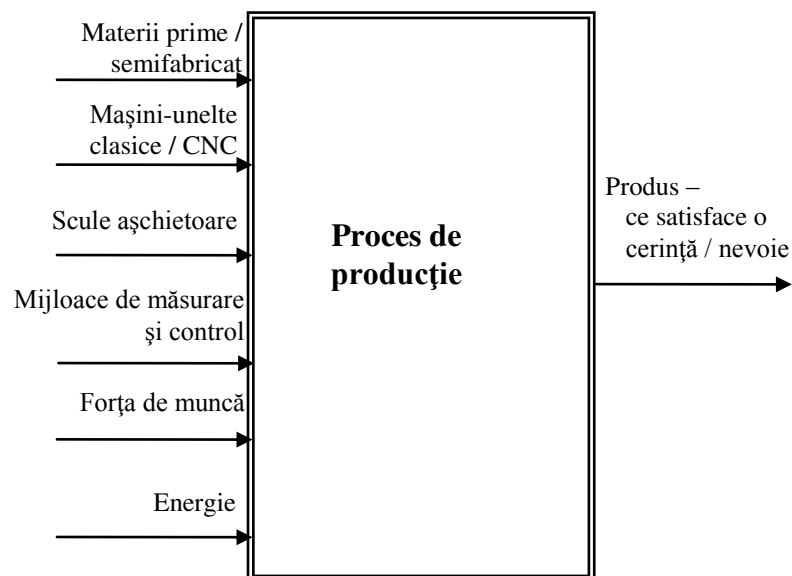 Materii prime /
semifabricaţ
Maşini-unelte
clasice / CNC
Scule aşchietoare
Mijloace de măsurare
şi control
Forţa de muncă
Energie
Proces de
producţie
Produs –
ce satisface o
cerinţă / nevoie